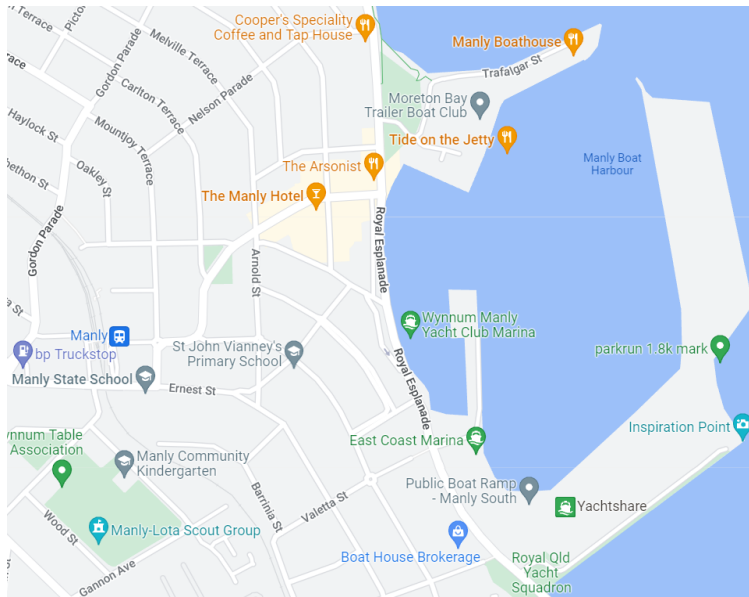 Cooper's Speciality
Coffee and Tap House
Terrace
Gordon Parade
Melville Terrace
Manly Boathouse
Trafalgar St
Carlton Terrace
Nelson Parade
Moreton Bay
Trailer Boat Club
Haylock St
Mountjoy Terrace
Tide on the Jetty
The Arsonist
Manly Boat
Harbour
Oakley St
The Manly Hotel
Gordon Parade
Royal Esplanade
Arnold St
Wynnum Manly
Yacht Club Marina
Manly
bp Truckstop
St John Vianney's
Primary School
parkrun 1.8k mark
Manly State School
Ernest St
Royal Esplanade
Inspiration Point
East Coast Marina
ynnum Table
Association
Manly Community
Kindergarten
Public Boat Ramp
- Manly South
Yachtshare
Barrinia St
Valetta St
Wood St
Manly-Lota Scout Group
Boat House Brokerage
Royal Qld
Yacht
Squadron
Gannon Ave